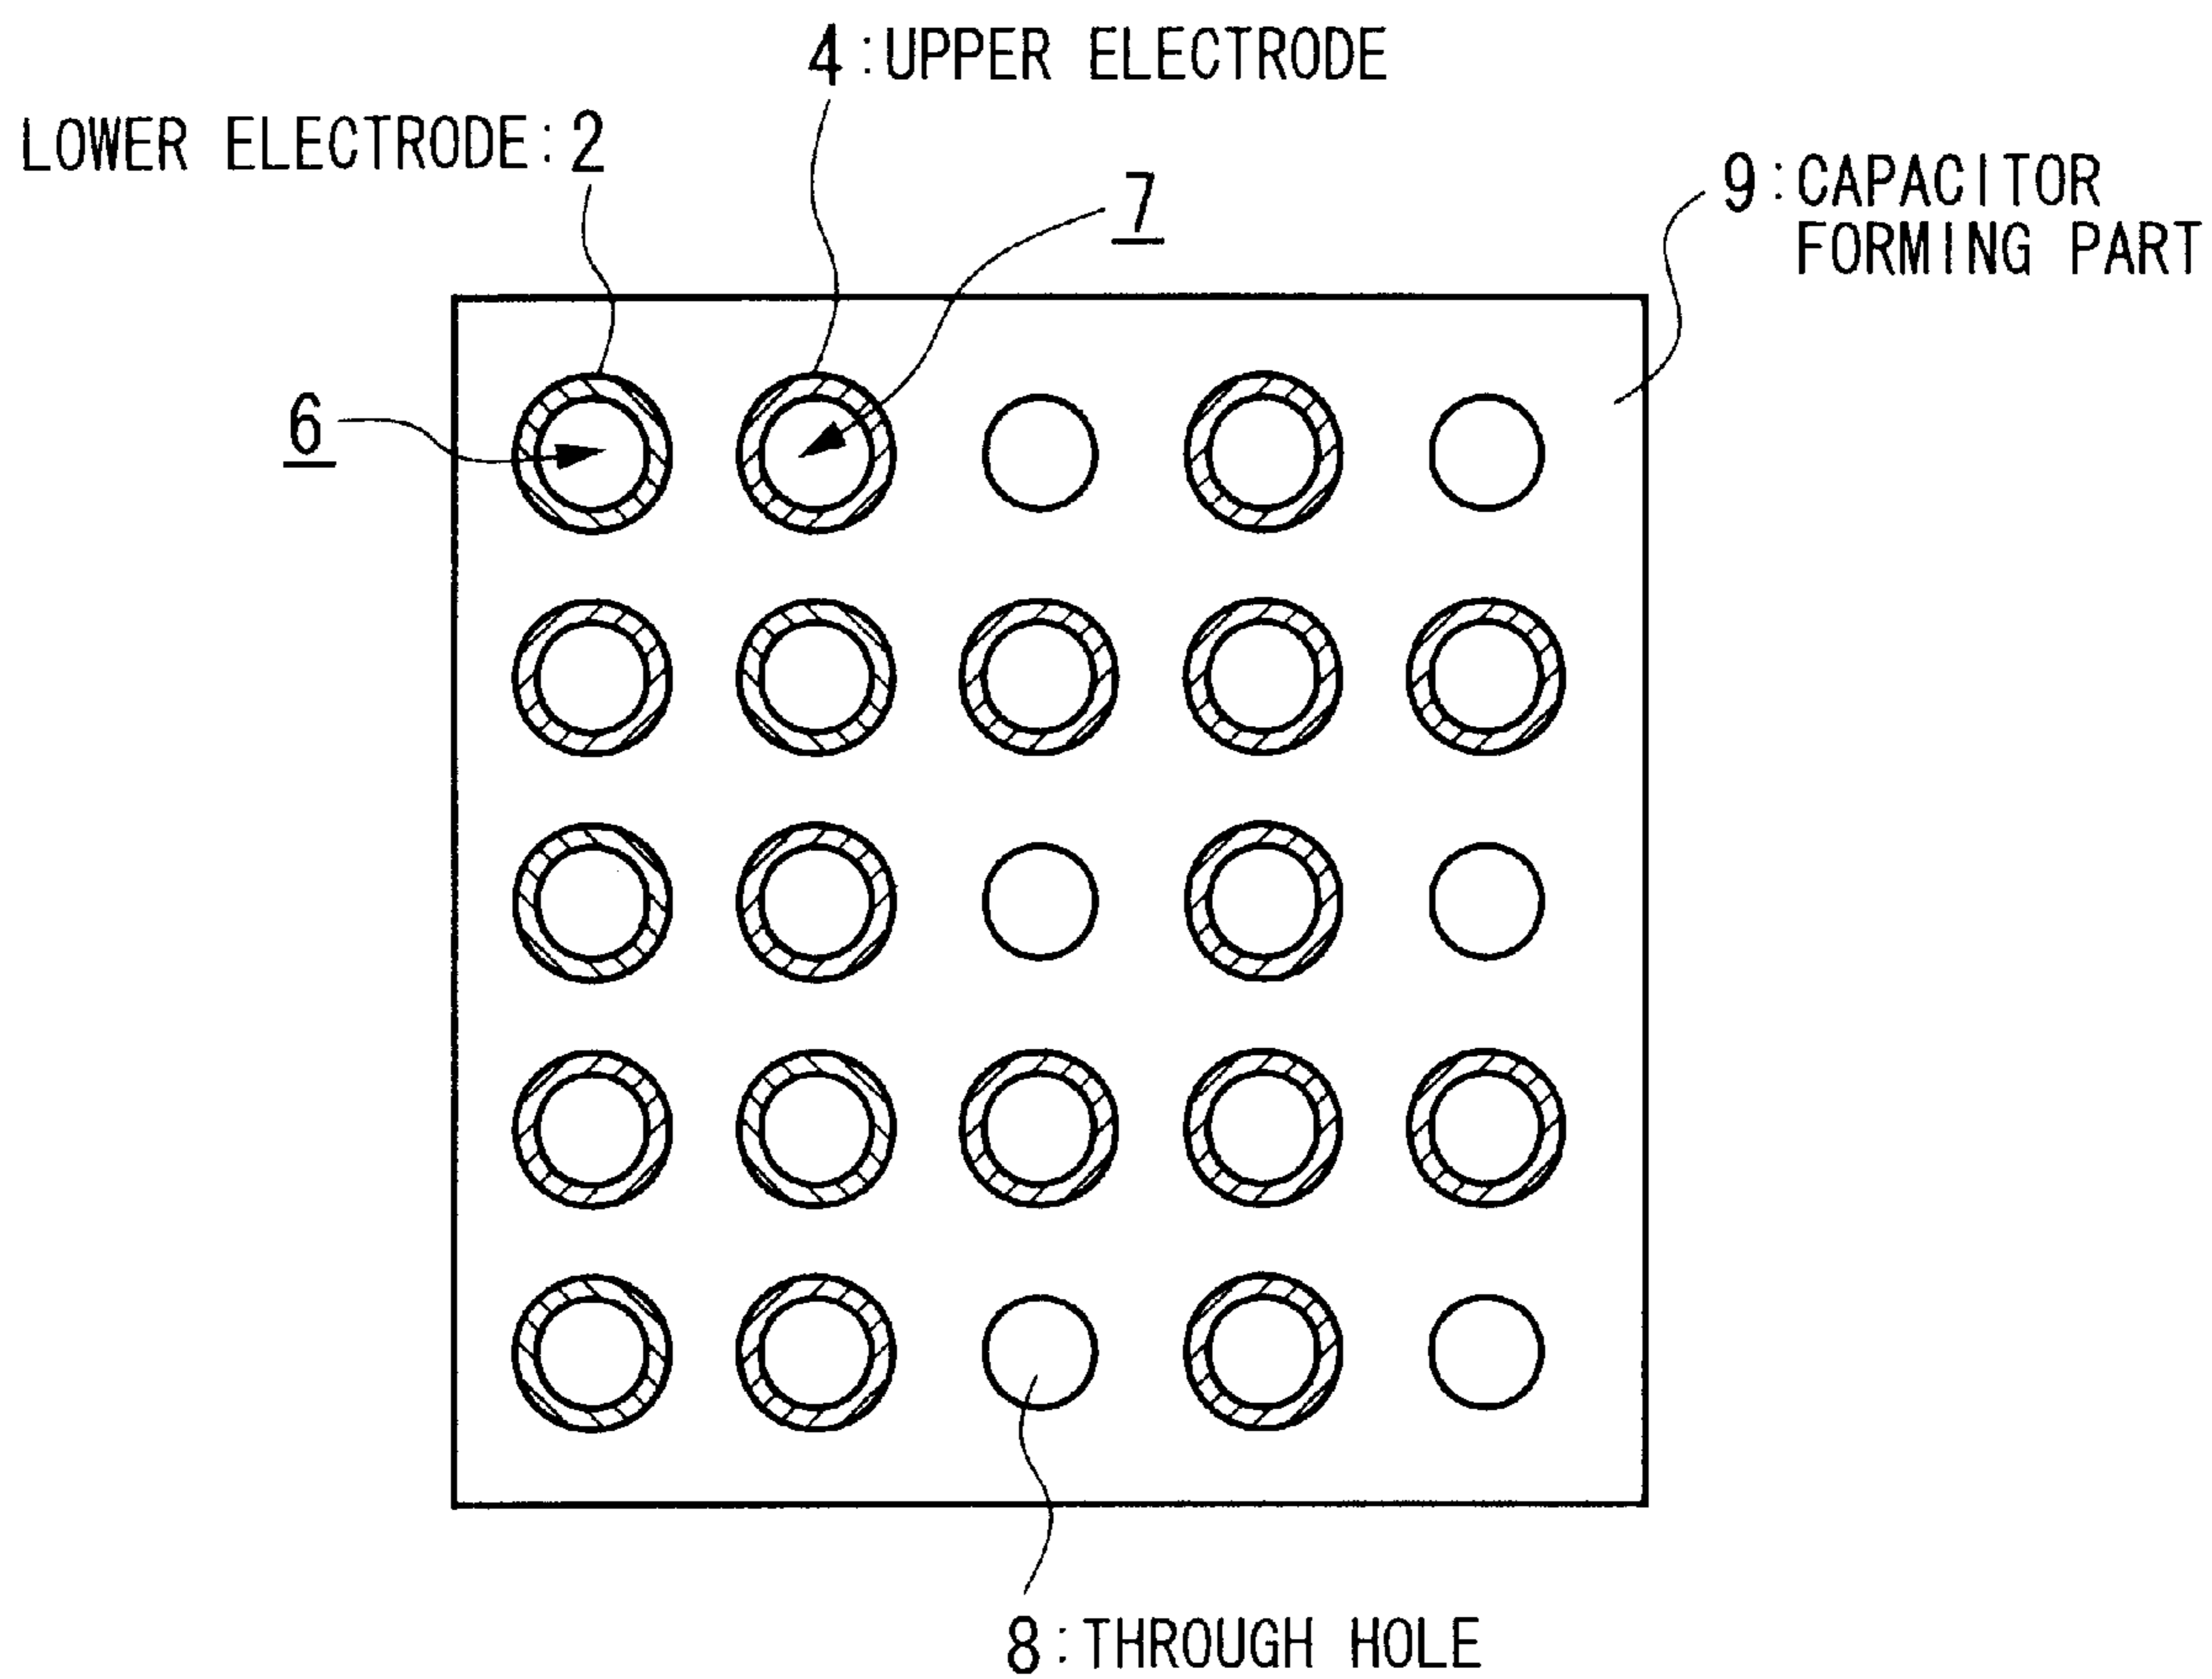 4:UPPER ELECTRODE
LOWER ELECTRODE:2
7
9:CAPACITOR
FORMING PART
6
8:THROUGH HOLE